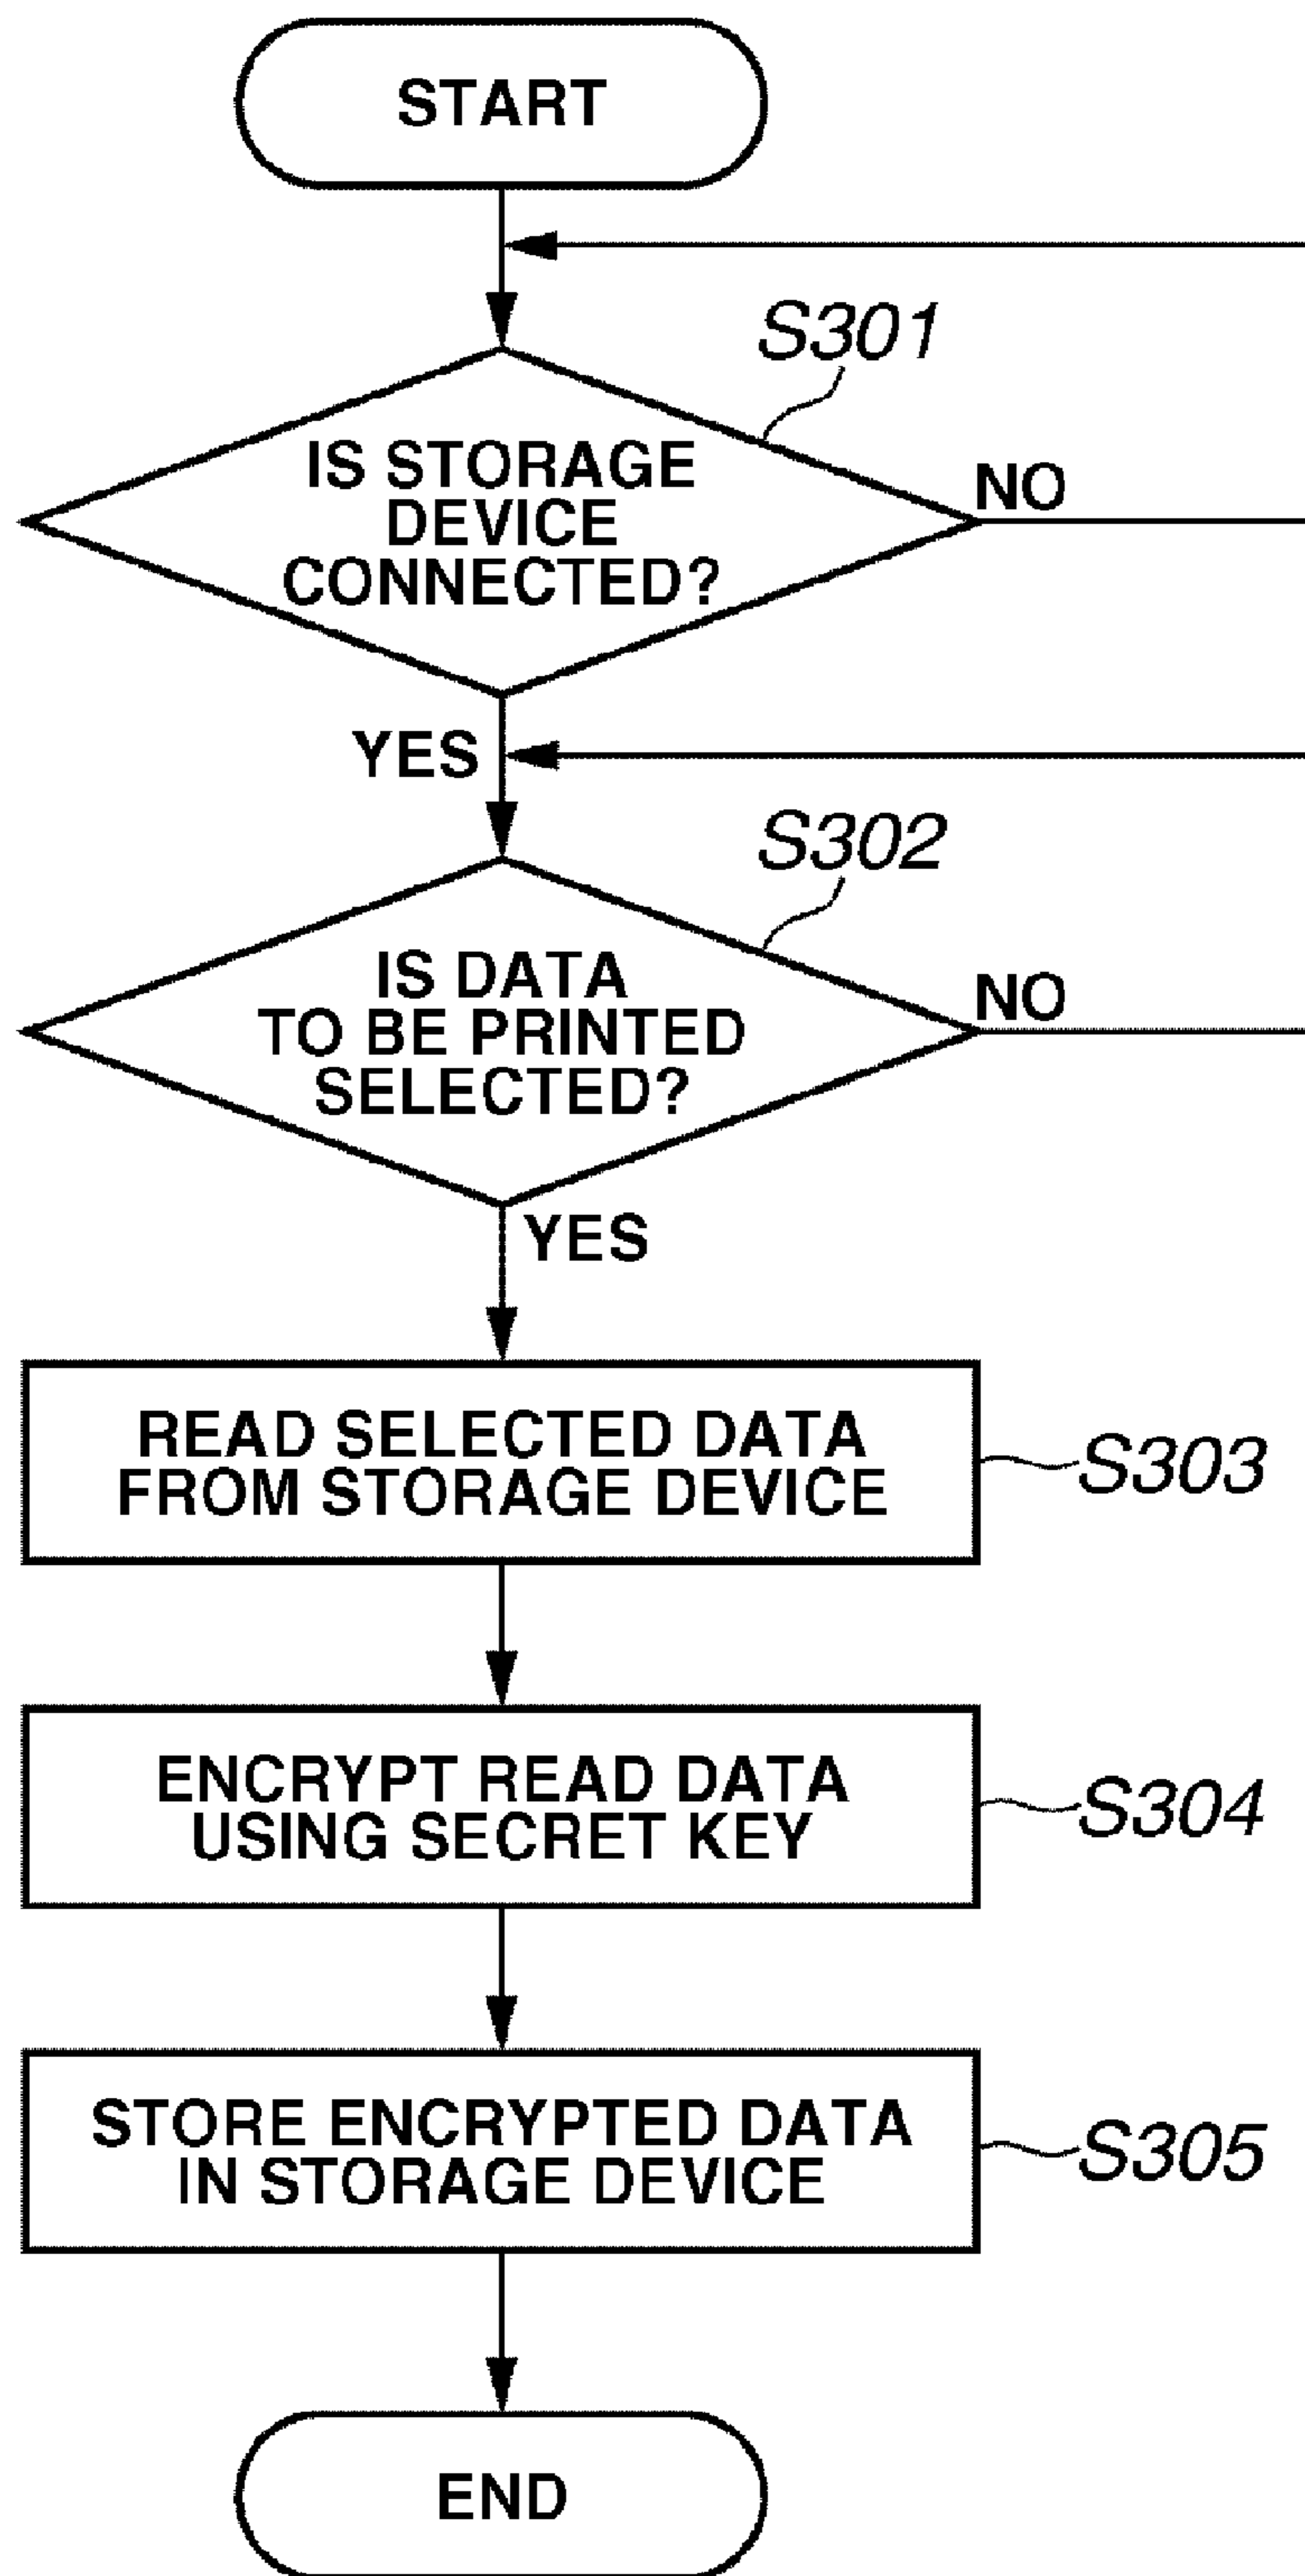 START
S301
IS STORAGE
DEVICE
CONNECTED?
NO
YES
S302
IS DATA
TO BE PRINTED
SELECTED?
NO
YES
READ SELECTED DATA
FROM STORAGE DEVICE
S303
ENCRYPT READ DATA
USING SECRET KEY
S304
STORE ENCRYPTED DATA
IN STORAGE DEVICE
S305
END